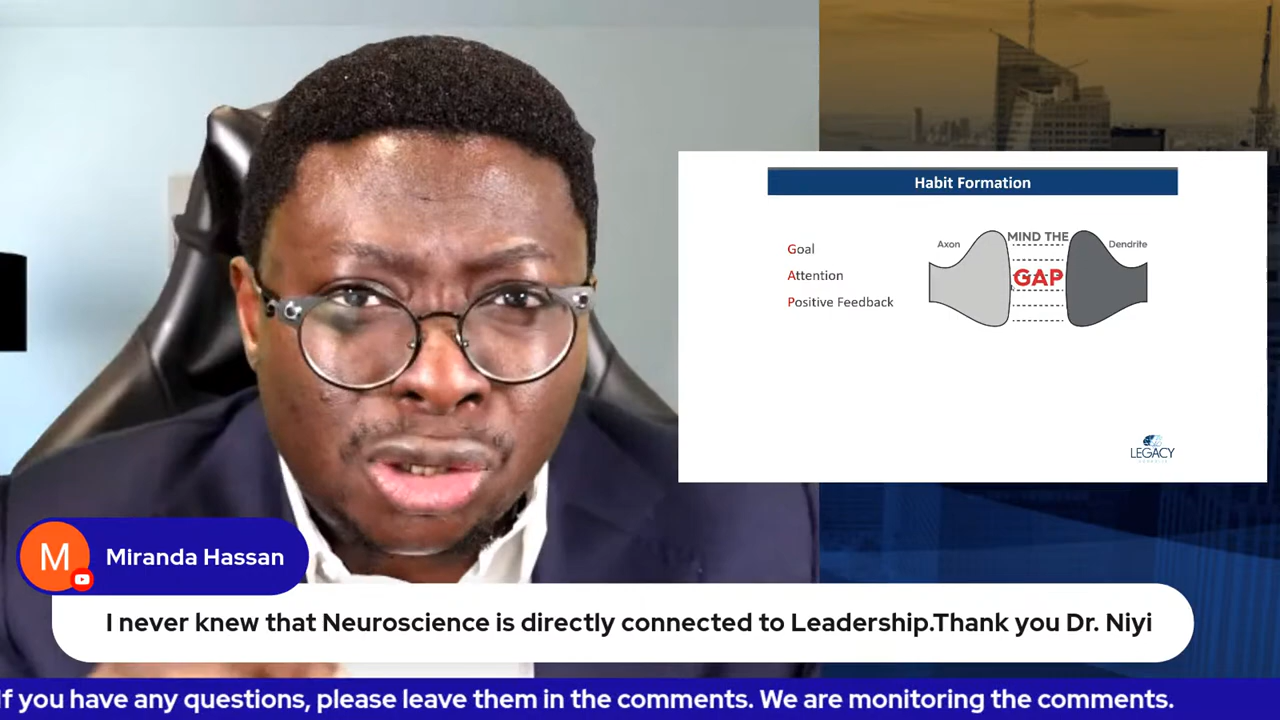 Habit Formation
Goal
Attention
Positive Feedback
Axon
MIND THE
GAP
Dendrite
LEGACY
M
Miranda Hassan
I never knew that Neuroscience is directly connected to Leadership.Thank you Dr. Niyi
If you have any questions, please leave them in the comments. We are monitoring the comments.